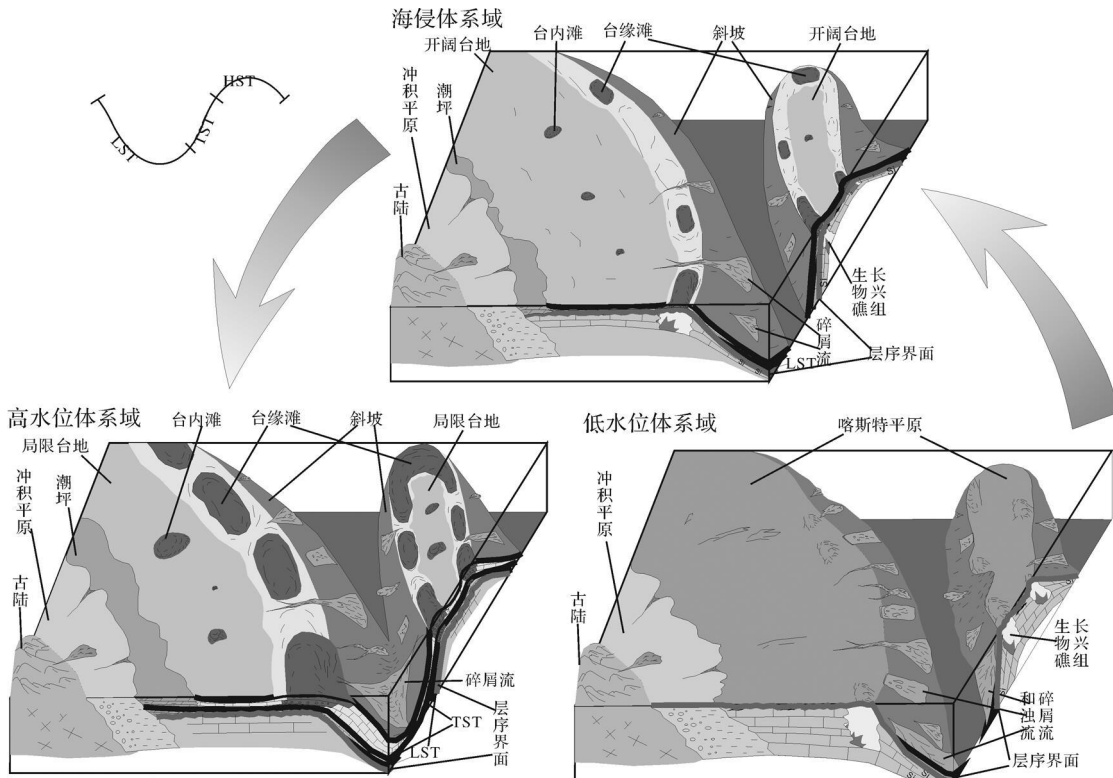 海侵体系域
开阔台地
台内滩
台缘滩
斜坡
开阔台地
冲积平原
潮坪
古陆
HST
TST
LST
长兴组
生物礁
碎屑流
LST
层序界面
高水位体系域
台内滩
台缘滩
斜坡
局限台地
局限台地
冲积平原
潮坪
古陆
碎屑流
TST
层序界面
LST
低水位体系域
喀斯特平原
冲积平原
古陆
长兴组
生物礁
碎屑流
和浊流
层序界面